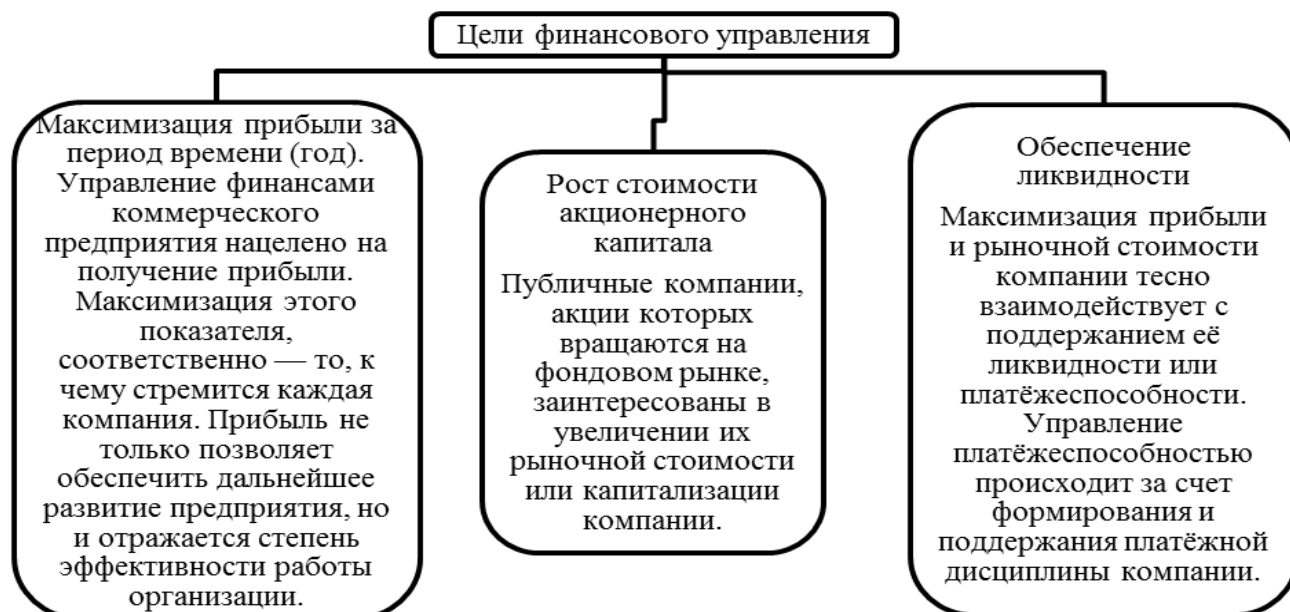 Цели финансового управления
Максимизация прибыли за
период времени (год).
Управление финансами
коммерческого
предприятия нацелено на
получение прибыли.
Максимизация этого
показателя,
соответственно — то, к
чему стремится каждая
компания. Прибыль не
только позволяет
обеспечить дальнейшее
развитие предприятия, но
и отражается степень
эффективности работы
организации.
Рост стоимости
акционерного
капитала
Публичные компании,
акции которых
вращаются на
фондовом рынке,
заинтересованы в
увеличении их
рыночной стоимости
или капитализации
компании.
Обеспечение
ликвидности
Максимизация прибыли
и рыночной стоимости
компании тесно
взаимодействует с
поддержанием её
ликвидности или
платёжеспособности.
Управление
платёжеспособностью
происходит за счет
формирования и
поддержания платёжной
дисциплины компании.